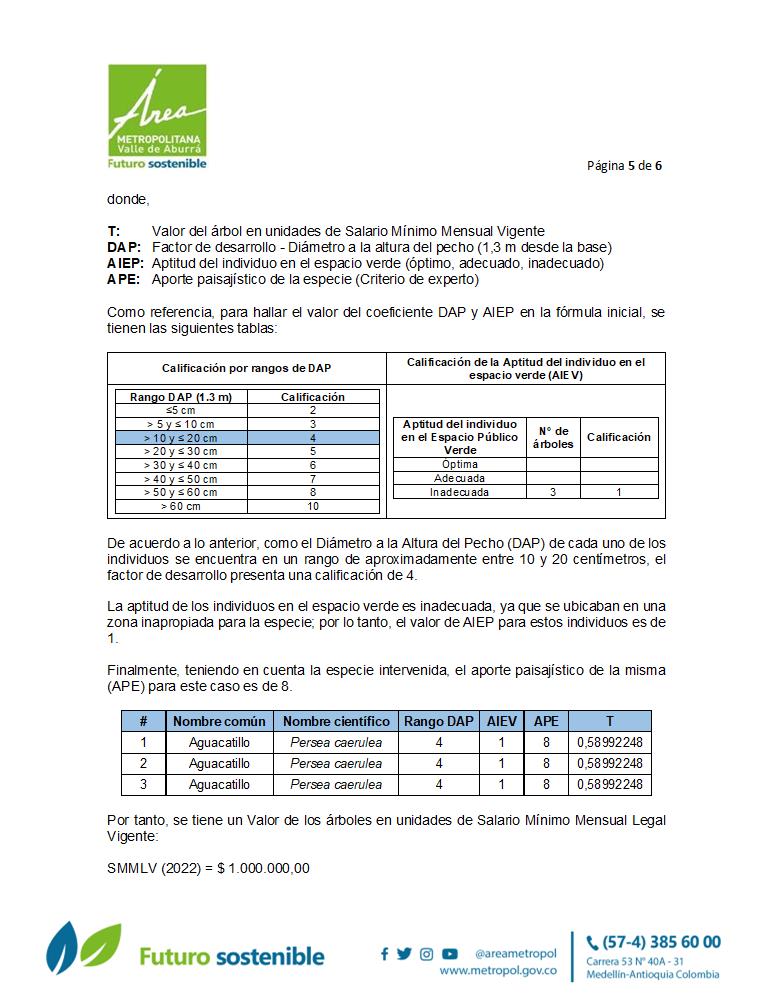 Área
METROPOLITANA
Valle de Aburrá
Futuro sostenible
Página 5 de 6
donde,
T: Valor del árbol en unidades de Salario Mínimo Mensual Vigente
DAP: Factor de desarrollo - Diámetro a la altura del pecho (1,3 m desde la base)
AIEP: Aptitud del individuo en el espacio verde (óptimo, adecuado, inadecuado)
APE: Aporte paisajístico de la especie (Criterio de experto)
Como referencia, para hallar el valor del coeficiente DAP y AIEP en la fórmula inicial, se
tienen las siguientes tablas:
Calificación por rangos de DAP
Rango DAP (1.3 m) Calificación
≤5 cm 2
> 5 y ≤ 10 cm 3
> 10 y ≤ 20 cm 4
> 20 y ≤ 30 cm 5
> 30 y ≤ 40 cm 6
> 40 y ≤ 50 cm 7
> 50 y ≤ 60 cm 8
> 60 cm 10
Calificación de la Aptitud del individuo en el
espacio verde (AIEV)
Aptitud del individuo
en el Espacio Público
Verde
N° de
árboles
Calificación
Óptima
Adecuada
Inadecuada 3 1
De acuerdo a lo anterior, como el Diámetro a la Altura del Pecho (DAP) de cada uno de los
individuos se encuentra en un rango de aproximadamente entre 10 y 20 centímetros, el
factor de desarrollo presenta una calificación de 4.
La aptitud de los individuos en el espacio verde es inadecuada, ya que se ubicaban en una
zona inapropiada para la especie; por lo tanto, el valor de AIEP para estos individuos es de
1.
Finalmente, teniendo en cuenta la especie intervenida, el aporte paisajístico de la misma
(APE) para este caso es de 8.
# Nombre común Nombre científico Rango DAP AIEV APE T
1 Aguacatillo Persea caerulea 4 1 8 0,58992248
2 Aguacatillo Persea caerulea 4 1 8 0,58992248
3 Aguacatillo Persea caerulea 4 1 8 0,58992248
Por tanto, se tiene un Valor de los árboles en unidades de Salario Mínimo Mensual Legal
Vigente:
SMMLV (2022) = $ 1.000.000,00
Futuro sostenible
@areametropol
www.metropol.gov.co
(57-4) 385 60 00
Carrera 53 N° 40A - 31
Medellín-Antioquia Colombia